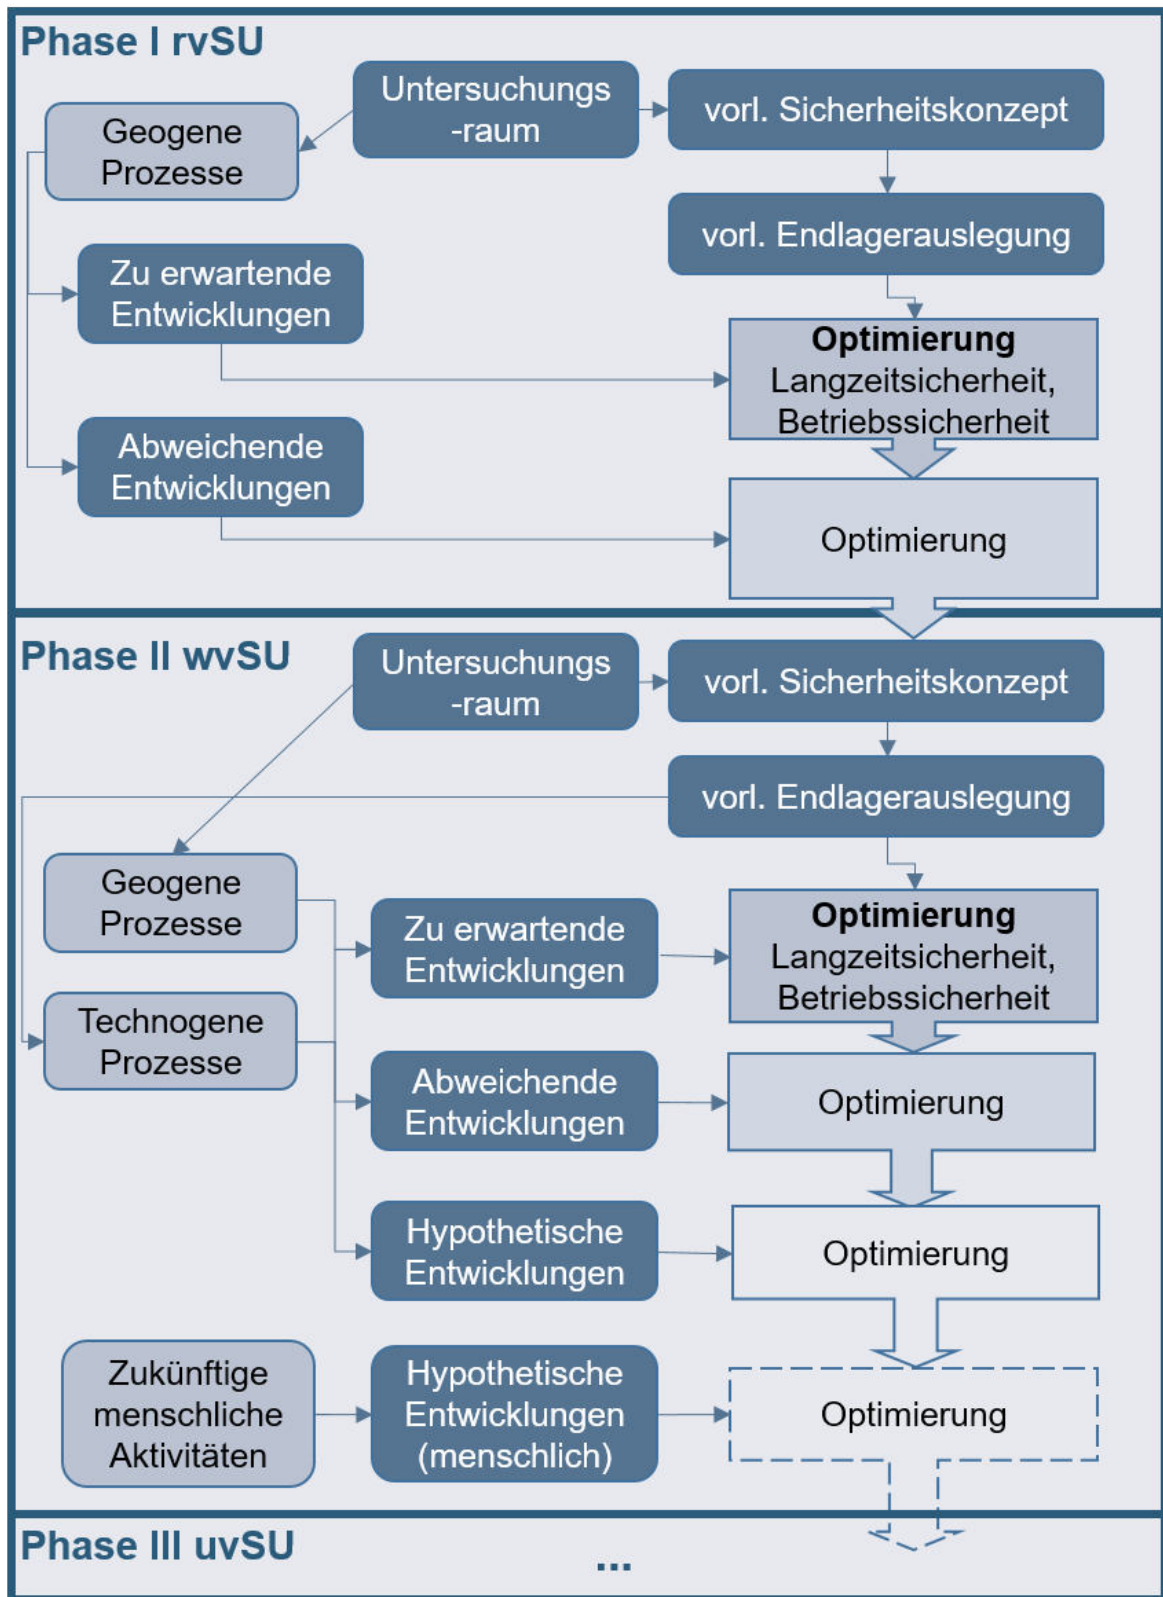 Phase I rvSU
Untersuchungs
-raum
vorl. Sicherheitskonzept
Geogene
Prozesse
vorl. Endlagerauslegung
Zu erwartende
Entwicklungen
Optimierung
Langzeitsicherheit,
Betriebssicherheit
Abweichende
Entwicklungen
Optimierung
Phase II wvSU
Untersuchungs
-raum
vorl. Sicherheitskonzept
vorl. Endlagerauslegung
Geogene
Prozesse
Zu erwartende
Entwicklungen
Optimierung
Langzeitsicherheit,
Betriebssicherheit
Technogene
Prozesse
Abweichende
Entwicklungen
Optimierung
Hypothetische
Entwicklungen
Optimierung
Zukünftige
menschliche
Aktivitäten
Hypothetische
Entwicklungen
(menschlich)
Optimierung
Phase III uvSU
...